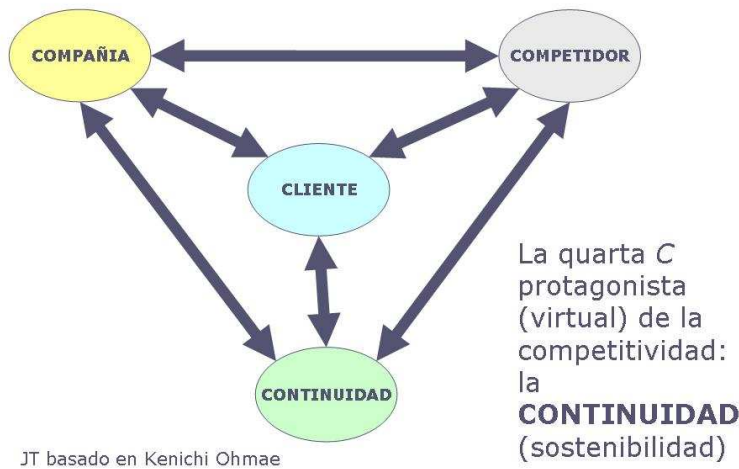 COMPAÑIA
COMPETIDOR
CLIENTE
CONTINUIDAD
La quarta C
protagonista
(virtual) de la
competitividad:
la
CONTINUIDAD
(sostenibilidad)
JT basado en Kenichi Ohmae